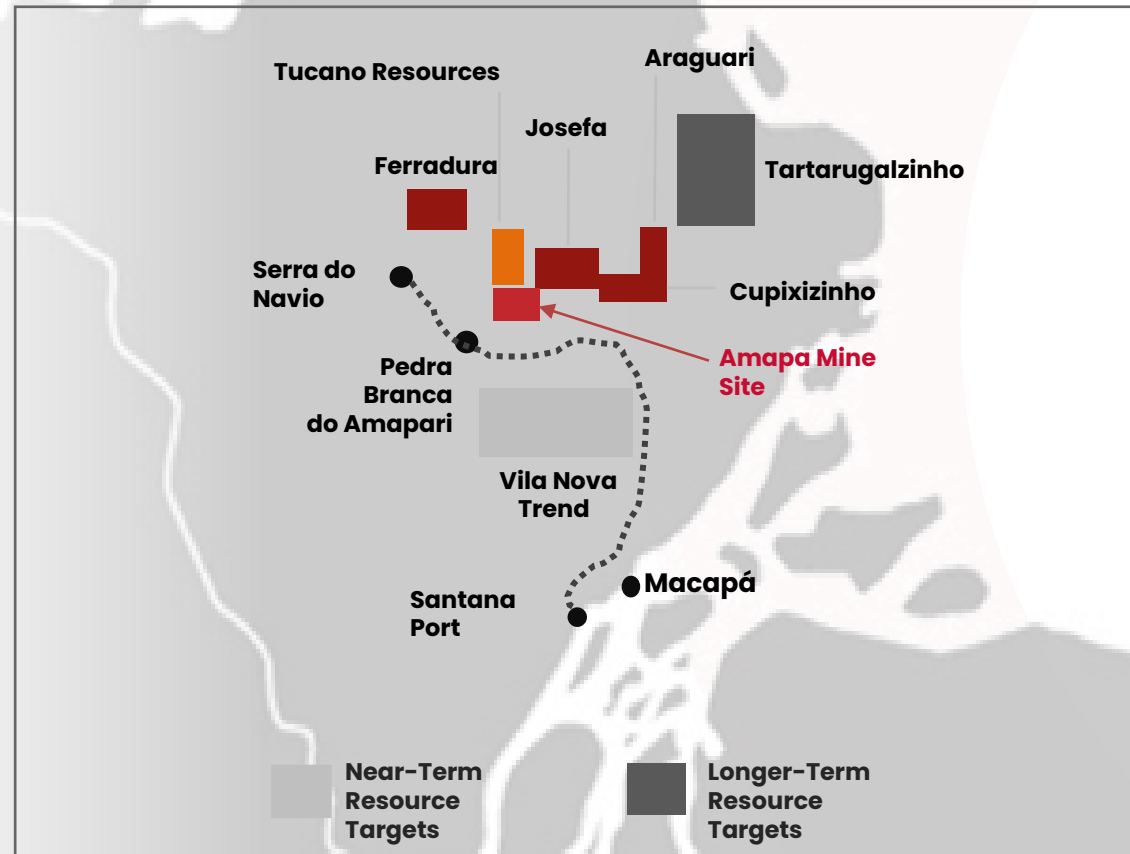 Araguari
Tucano Resources
Josefa
Ferradura
Tartarugalzinho
Serra do
Navio
Cupixizinho
Pedra
Branca
do Amapari
Amapa Mine
Site
Vila Nova
Trend
Macapá
Santana
Port
Near-Term
Resource
Targets
Longer-Term
Resource
Targets